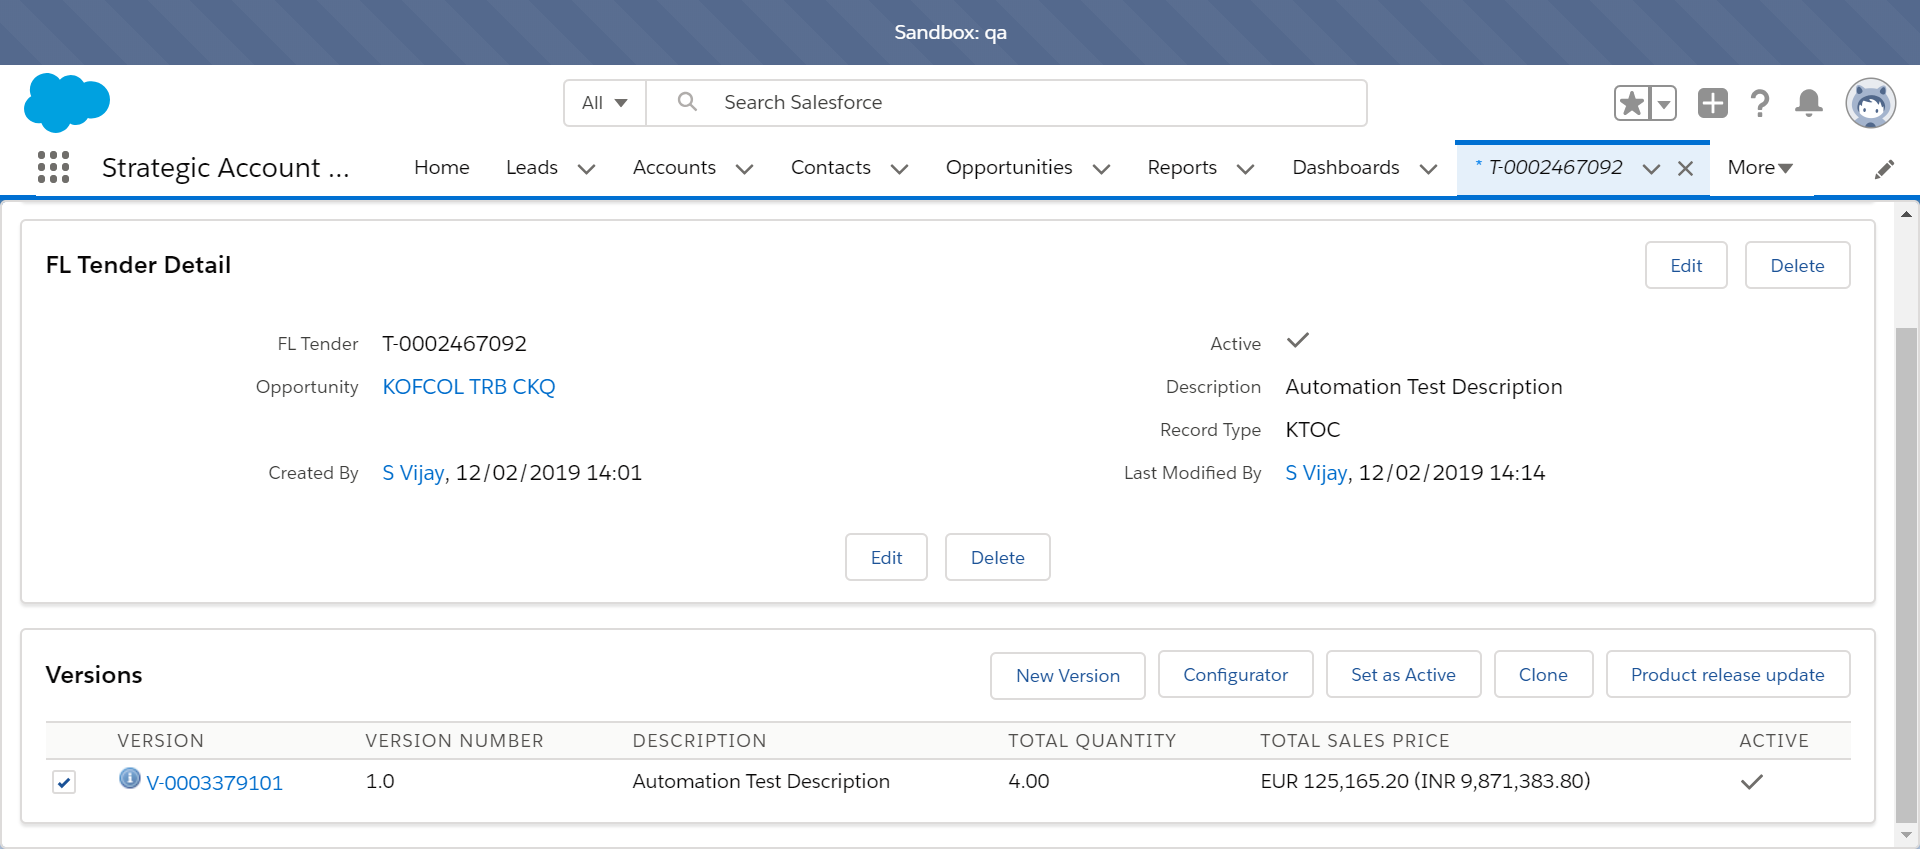 Sandbox: qa
All Search Salesforce
Strategic Account ... Home Leads Accounts Contacts Opportunities Reports Dashboards * T-0002467092 More
FL Tender Detail Edit Delete
FL Tender T-0002467092 Active
Opportunity KOFCOL TRB CKQ Description Automation Test Description
Record Type KTOC
Created By S Vijay, 12/02/2019 14:01 Last Modified By S Vijay, 12/02/2019 14:14
Edit Delete
Versions New Version Configurator Set as Active Clone Product release update
VERSION VERSION NUMBER DESCRIPTION TOTAL QUANTITY TOTAL SALES PRICE ACTIVE
V-0003379101 1.0 Automation Test Description 4.00 EUR 125,165.20 (INR 9,871,383.80)